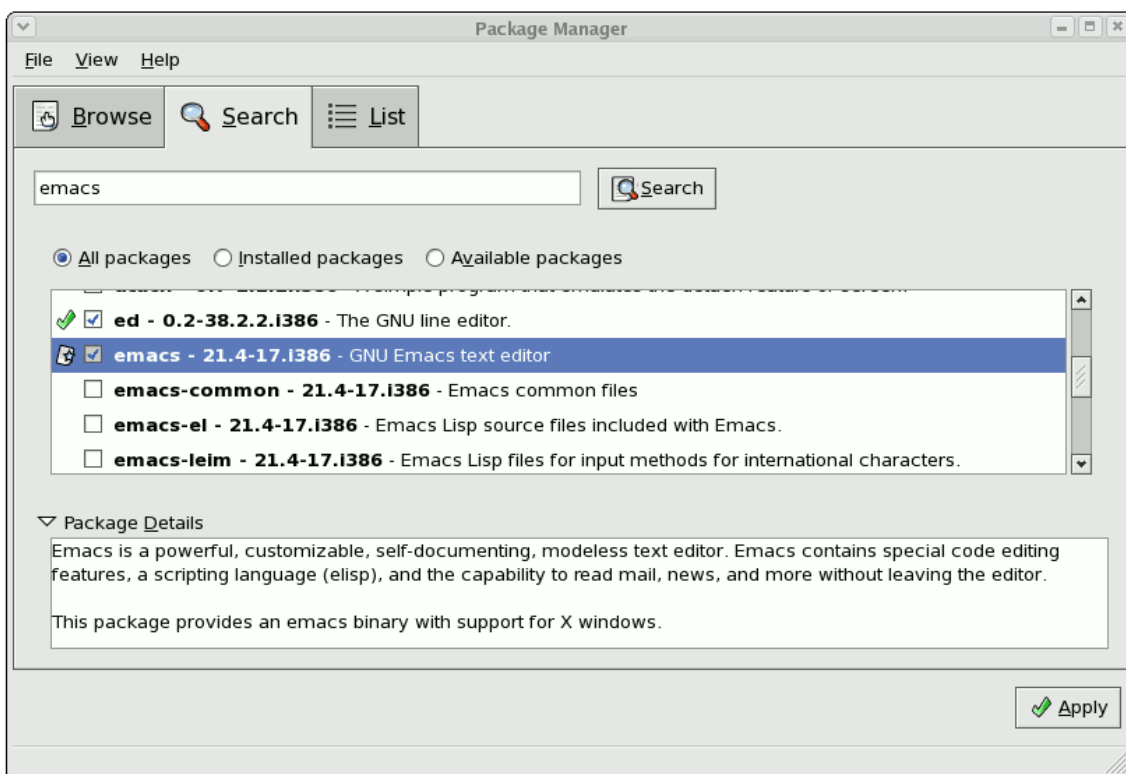 Package Manager
File View Help
Browse Search List
emacs Search
All packages Installed packages Available packages
ed - 0.2-38.2.2.i386 - The GNU line editor.
emacs - 21.4-17.i386 - GNU Emacs text editor
emacs-common - 21.4-17.i386 - Emacs common files
emacs-el - 21.4-17.i386 - Emacs Lisp source files included with Emacs.
emacs-leim - 21.4-17.i386 - Emacs Lisp files for input methods for international characters.
Package Details
Emacs is a powerful, customizable, self-documenting, modeless text editor. Emacs contains special code editing
features, a scripting language (elisp), and the capability to read mail, news, and more without leaving the editor.
This package provides an emacs binary with support for X windows.
Apply